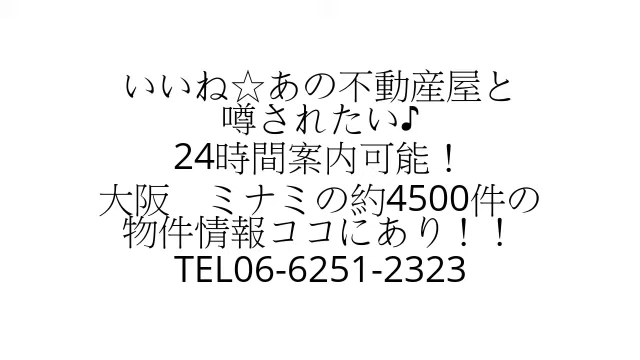 いいね☆あの不動産屋と
噂されたい♪
24時間案内可能！
大阪　ミナミの約4500件の
物件情報ココにあり！！
TEL06-6251-2323